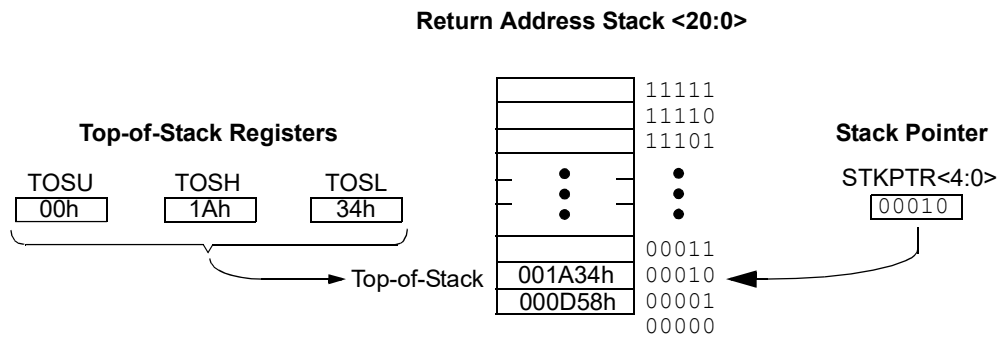 Return Address Stack <20:0>
11111
11110
11101
Top-of-Stack Registers
Stack Pointer
TOSU TOSH TOSL
STKPTR<4:0>
00h 1Ah 34h
00010
00011
Top-of-Stack 001A34h 00010
000D58h 00001
00000